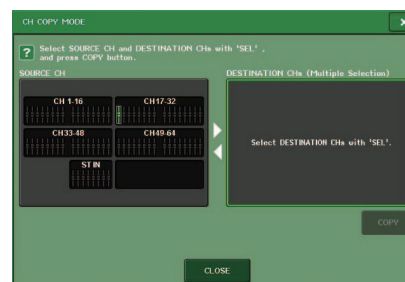 CH COPY MODE
×
?
Select SOURCE CH and DESTINATION CHs with 'SEL' ,
and press COPY button.
SOURCE CH
DESTINATION CHs (Multiple Selection)
CH 1-16
CH17-32
CH33-48
CH49-64
ST IN
Select DESTINATION CHs with 'SEL'.
COPY
CLOSE